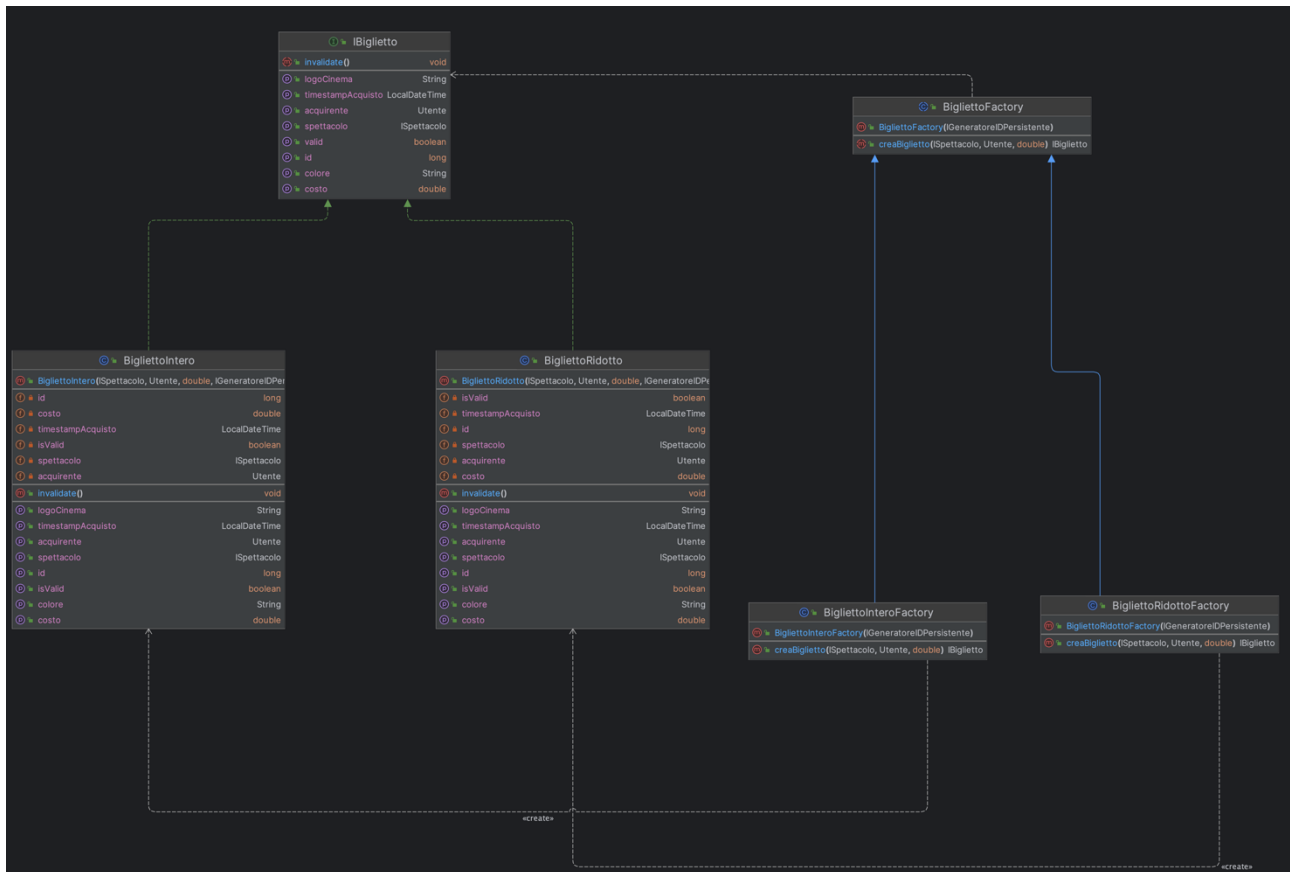 IBiglietto
invalidate() void
logoCinema String
timestampAcquisto LocalDateTime
acquirente Utente
spettacolo ISpettacolo
valid boolean
id long
colore String
costo double
BigliettoFactory
BigliettoFactory(IGeneratoreIDPersistente)
creaBiglietto(ISpettacolo, Utente, double) IBiglietto
BigliettoIntero
BigliettoIntero(ISpettacolo, Utente, double, IGeneratoreIDPer
id long
costo double
timestampAcquisto LocalDateTime
isValid boolean
spettacolo ISpettacolo
acquirente Utente
invalidate() void
logoCinema String
timestampAcquisto LocalDateTime
acquirente Utente
spettacolo ISpettacolo
id long
isValid boolean
colore String
costo double
BigliettoRidotto
BigliettoRidotto(ISpettacolo, Utente, double, IGeneratoreIDPe
isValid boolean
timestampAcquisto LocalDateTime
id long
spettacolo ISpettacolo
acquirente Utente
costo double
invalidate() void
logoCinema String
timestampAcquisto LocalDateTime
acquirente Utente
spettacolo ISpettacolo
id long
isValid boolean
colore String
costo double
BigliettoInteroFactory
BigliettoInteroFactory(IGeneratoreIDPersistente)
creaBiglietto(ISpettacolo, Utente, double) IBiglietto
BigliettoRidottoFactory
BigliettoRidottoFactory(IGeneratoreIDPersistente)
creaBiglietto(ISpettacolo, Utente, double) IBiglietto
«create»
«create»